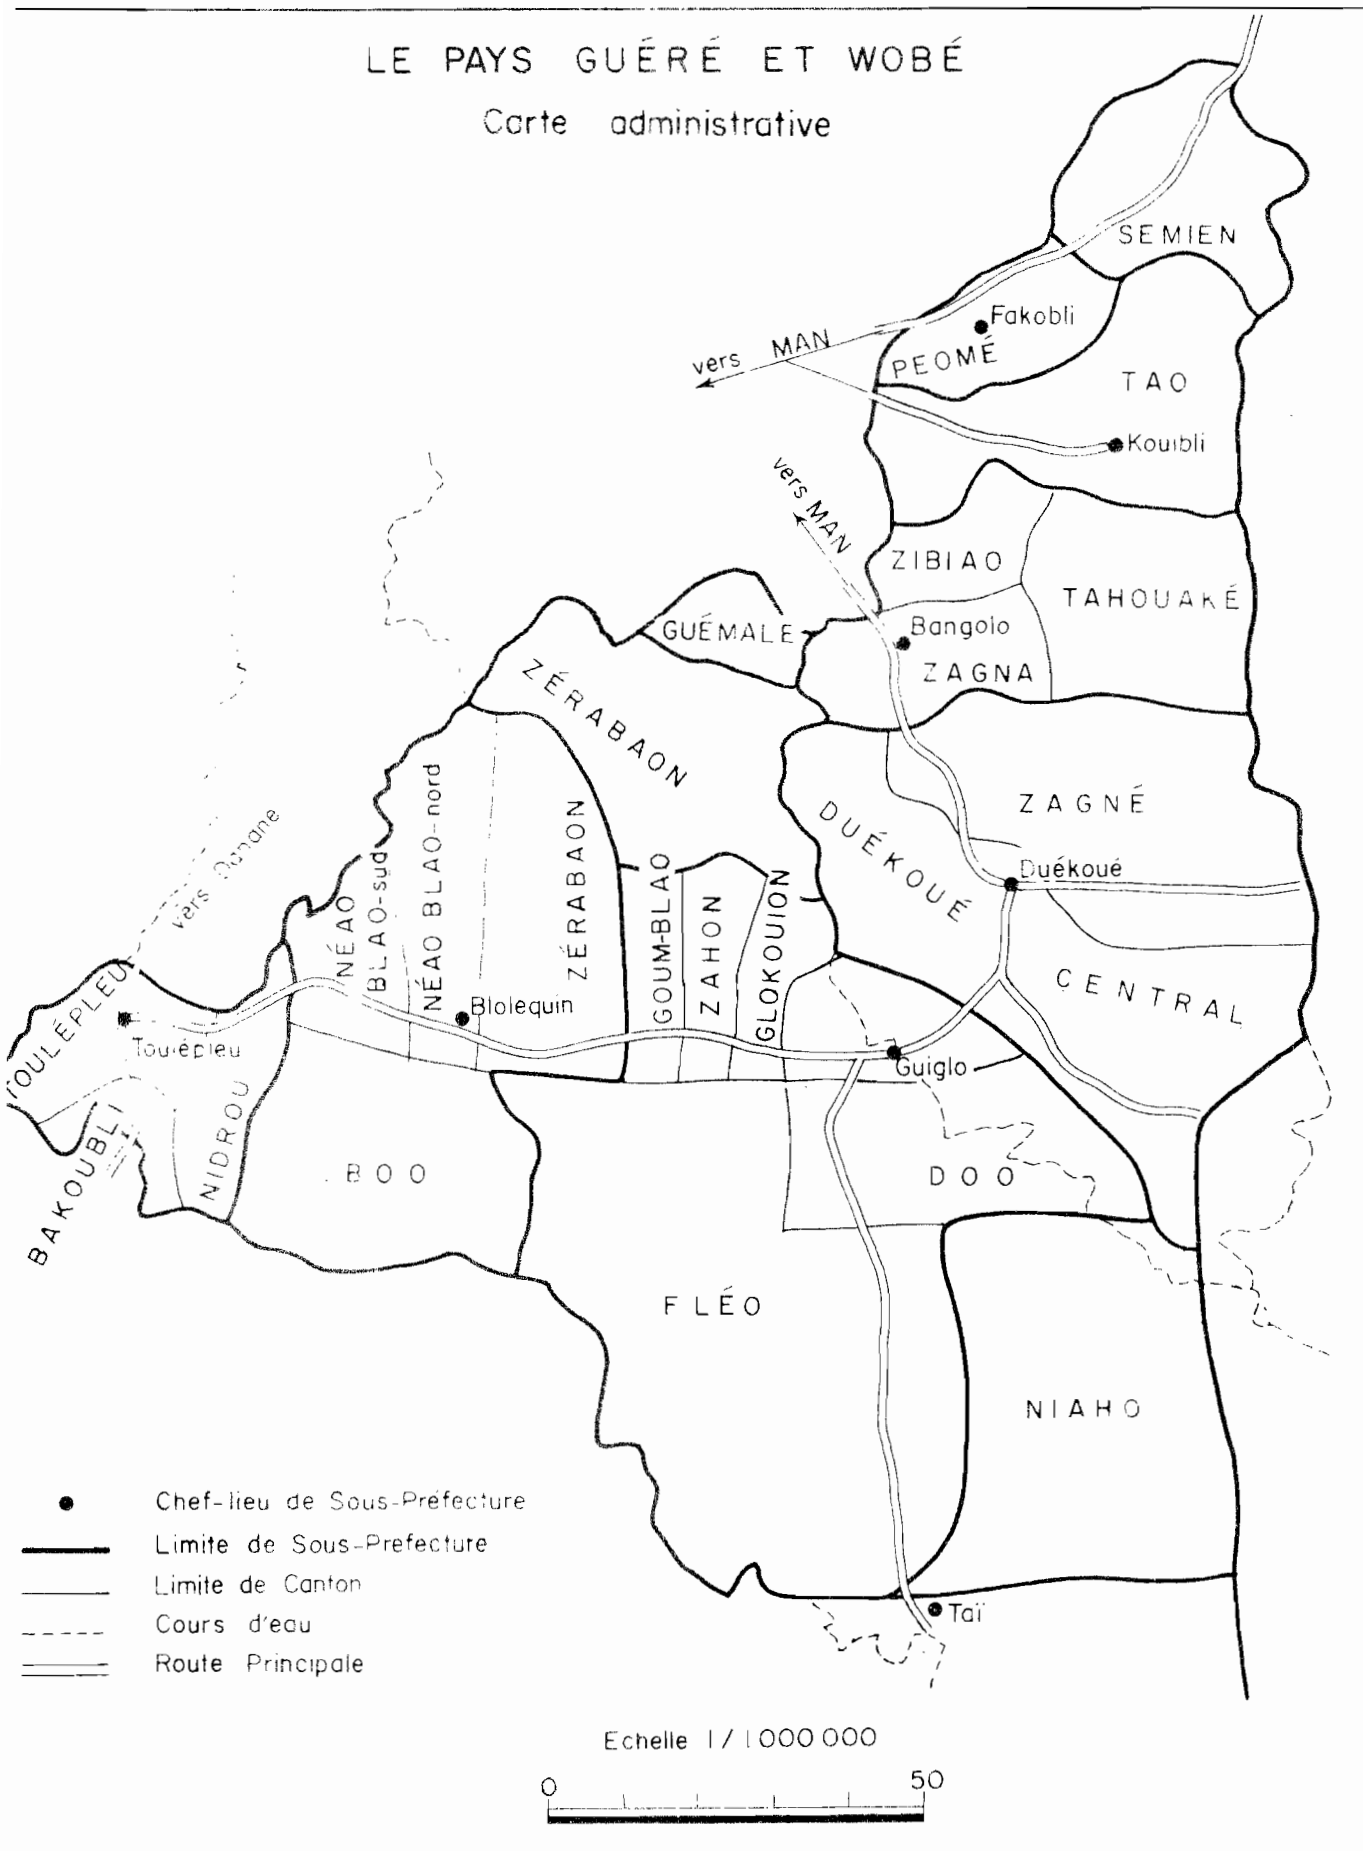 LE PAYS GUÉRÉ ET WOBÉ
Carte administrative
SEMIEN
Fakobli
PEOMÉ
vers MAN
TAO
Kouibli
vers MAN
ZIBIAO
TAHOUAKÉ
Bangolo
ZAGNA
GUÉMALE
ZÉRABAON
ZAGNÉ
DUÉKOUÉ
Duékoué
CENTRAL
vers Danane
NÉAO
BLAO-sud
NÉAO BLAO-nord
ZÉRABAON
GOUM-BLAO
ZAHON
GLOKOUION
Blolequin
TOULÉPLEU
Toulépleu
Guiglo
NIDROU
BAKOUBLI
BOO
DOO
FLÉO
NIAHO
Taï
Chef-lieu de Sous-Préfecture
Limite de Sous-Prefecture
Limite de Canton
Cours d'eau
Route Principale
Echelle 1/1000 000
0 50